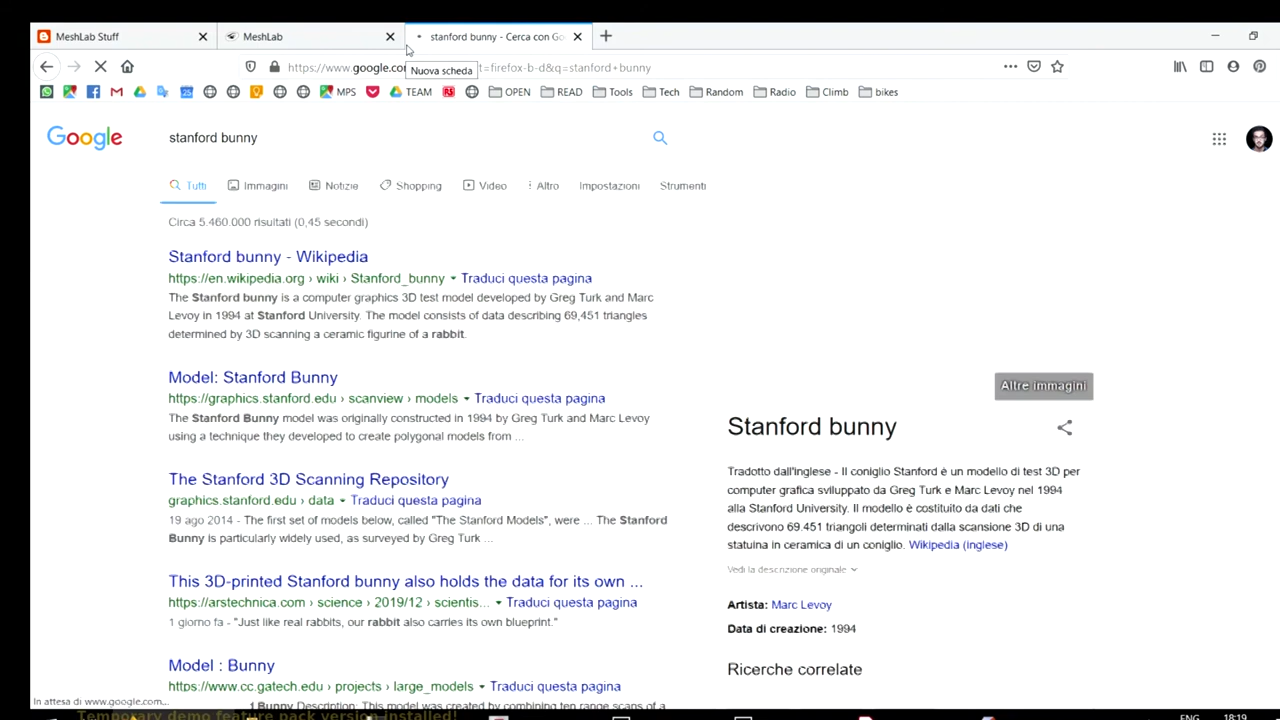 MeshLab Stuff
MeshLab
stanford bunny - Cerca con Go
https://www.google.co
t=firefox-b-d&q=stanford+bunny
Nuova scheda
MPS
TEAM
OPEN
READ
Tools
Tech
Random
Radio
Climb
bikes
Google
stanford bunny
Tutti
Immagini
Notizie
Shopping
Video
Altro
Impostazioni
Strumenti
Circa 5.460.000 risultati (0,45 secondi)
Stanford bunny - Wikipedia
https://en.wikipedia.org › wiki › Stanford_bunny ▾ Traduci questa pagina
The Stanford bunny is a computer graphics 3D test model developed by Greg Turk and Marc
Levoy in 1994 at Stanford University. The model consists of data describing 69,451 triangles
determined by 3D scanning a ceramic figurine of a rabbit.
Model: Stanford Bunny
https://graphics.stanford.edu › scanview › models ▾ Traduci questa pagina
The Stanford Bunny model was originally constructed in 1994 by Greg Turk and Marc Levoy
using a technique they developed to create polygonal models from ...
The Stanford 3D Scanning Repository
graphics.stanford.edu › data ▾ Traduci questa pagina
19 ago 2014 - The first set of models below, called "The Stanford Models", were ... The Stanford
Bunny is particularly widely used, as surveyed by Greg Turk ...
This 3D-printed Stanford bunny also holds the data for its own ...
https://arstechnica.com › science › 2019/12 › scientis... ▾ Traduci questa pagina
1 giorno fa - "Just like real rabbits, our rabbit also carries its own blueprint."
Model : Bunny
https://www.cc.gatech.edu › projects › large_models ▾ Traduci questa pagina
Bunny Description: This model was created by combining ten range scans of a
Altre immagini
Stanford bunny
Tradotto dall'inglese - Il coniglio Stanford è un modello di test 3D per
computer grafica sviluppato da Greg Turk e Marc Levoy nel 1994
alla Stanford University. Il modello è costituito da dati che
descrivono 69.451 triangoli determinati dalla scansione 3D di una
statuina in ceramica di un coniglio. Wikipedia (inglese)
Vedi la descrizione originale
Artista: Marc Levoy
Data di creazione: 1994
Ricerche correlate
In attesa di www.google.com...
Temporary demo feature pack version installed!
ENG
18:19